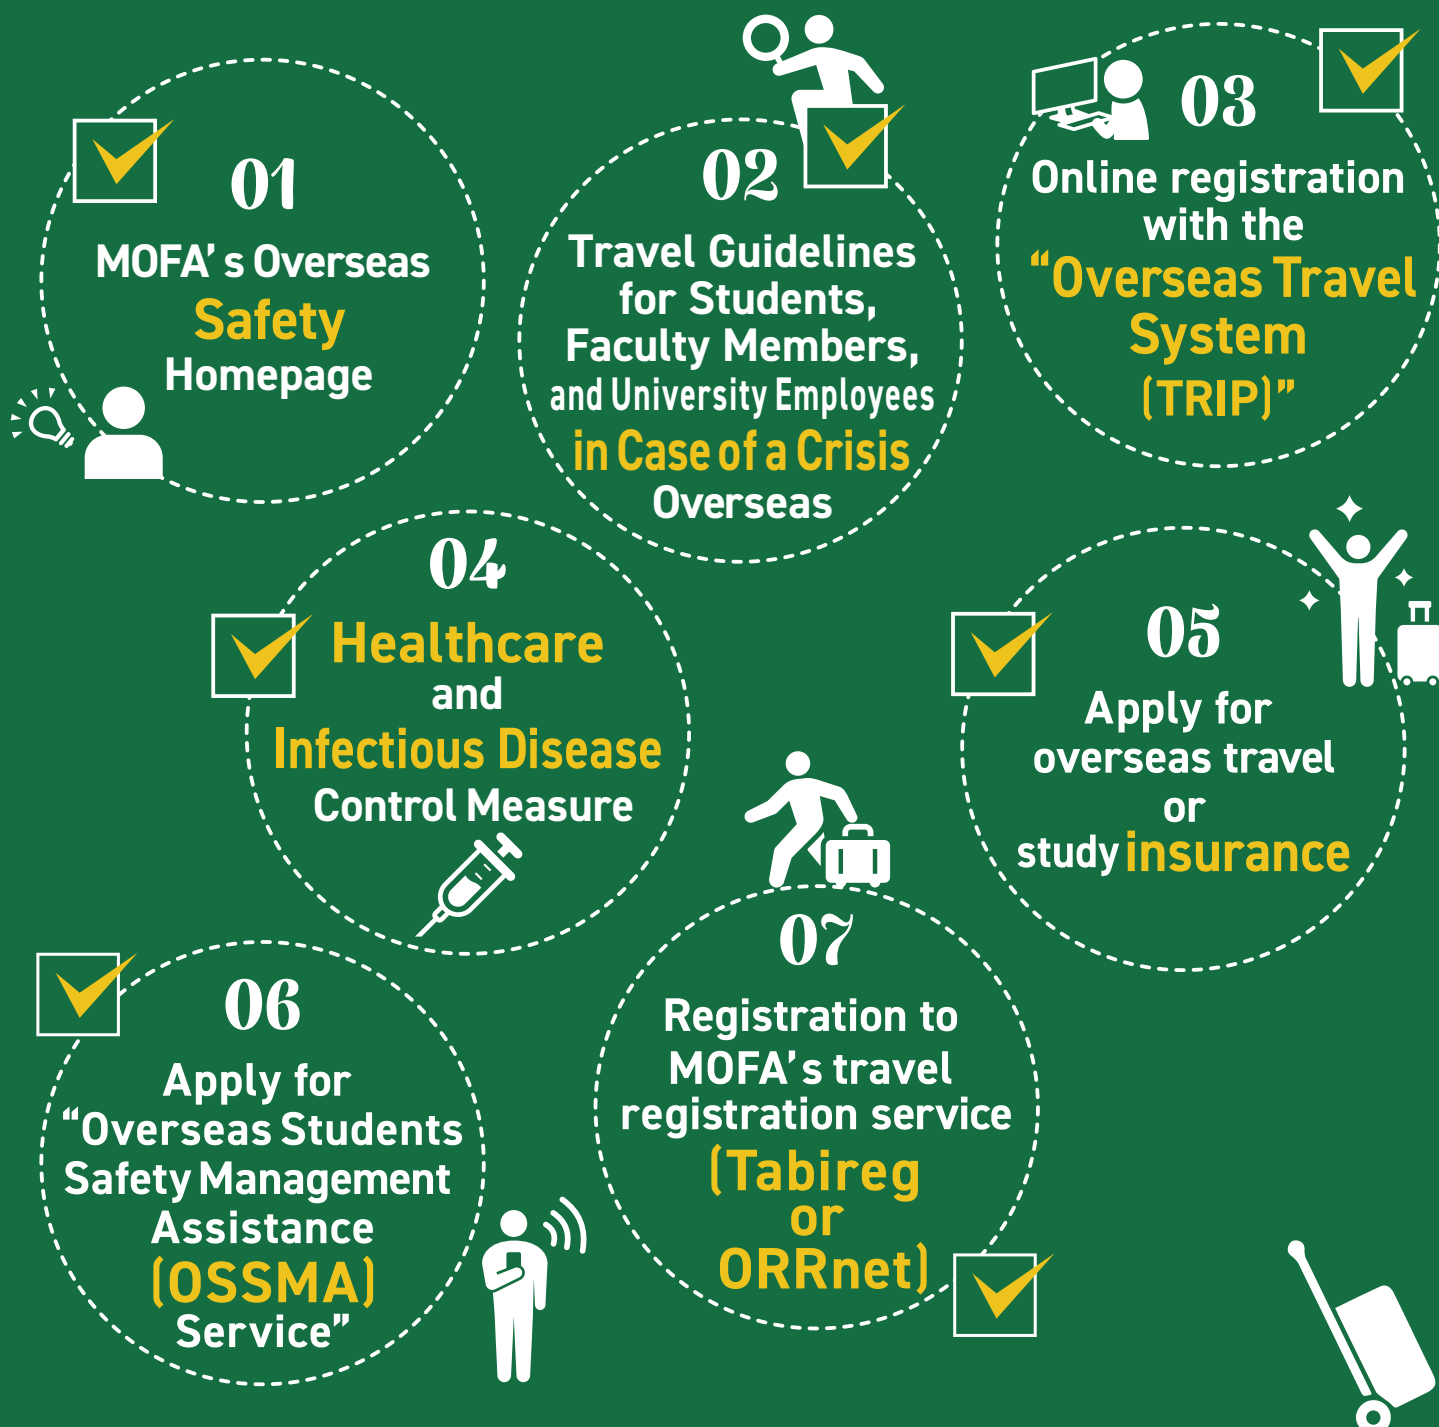 01
MOFA's Overseas
Safety
Homepage
02
Travel Guidelines
for Students,
Faculty Members,
and University Employees
in Case of a Crisis
Overseas
03
Online registration
with the
“Overseas Travel
System
(TRIP)”
04
Healthcare
and
Infectious Disease
Control Measure
05
Apply for
overseas travel
or
study insurance
06
Apply for
“Overseas Students
Safety Management
Assistance
(OSSMA)
Service”
07
Registration to
MOFA's travel
registration service
(Tabireg
or
ORRnet)